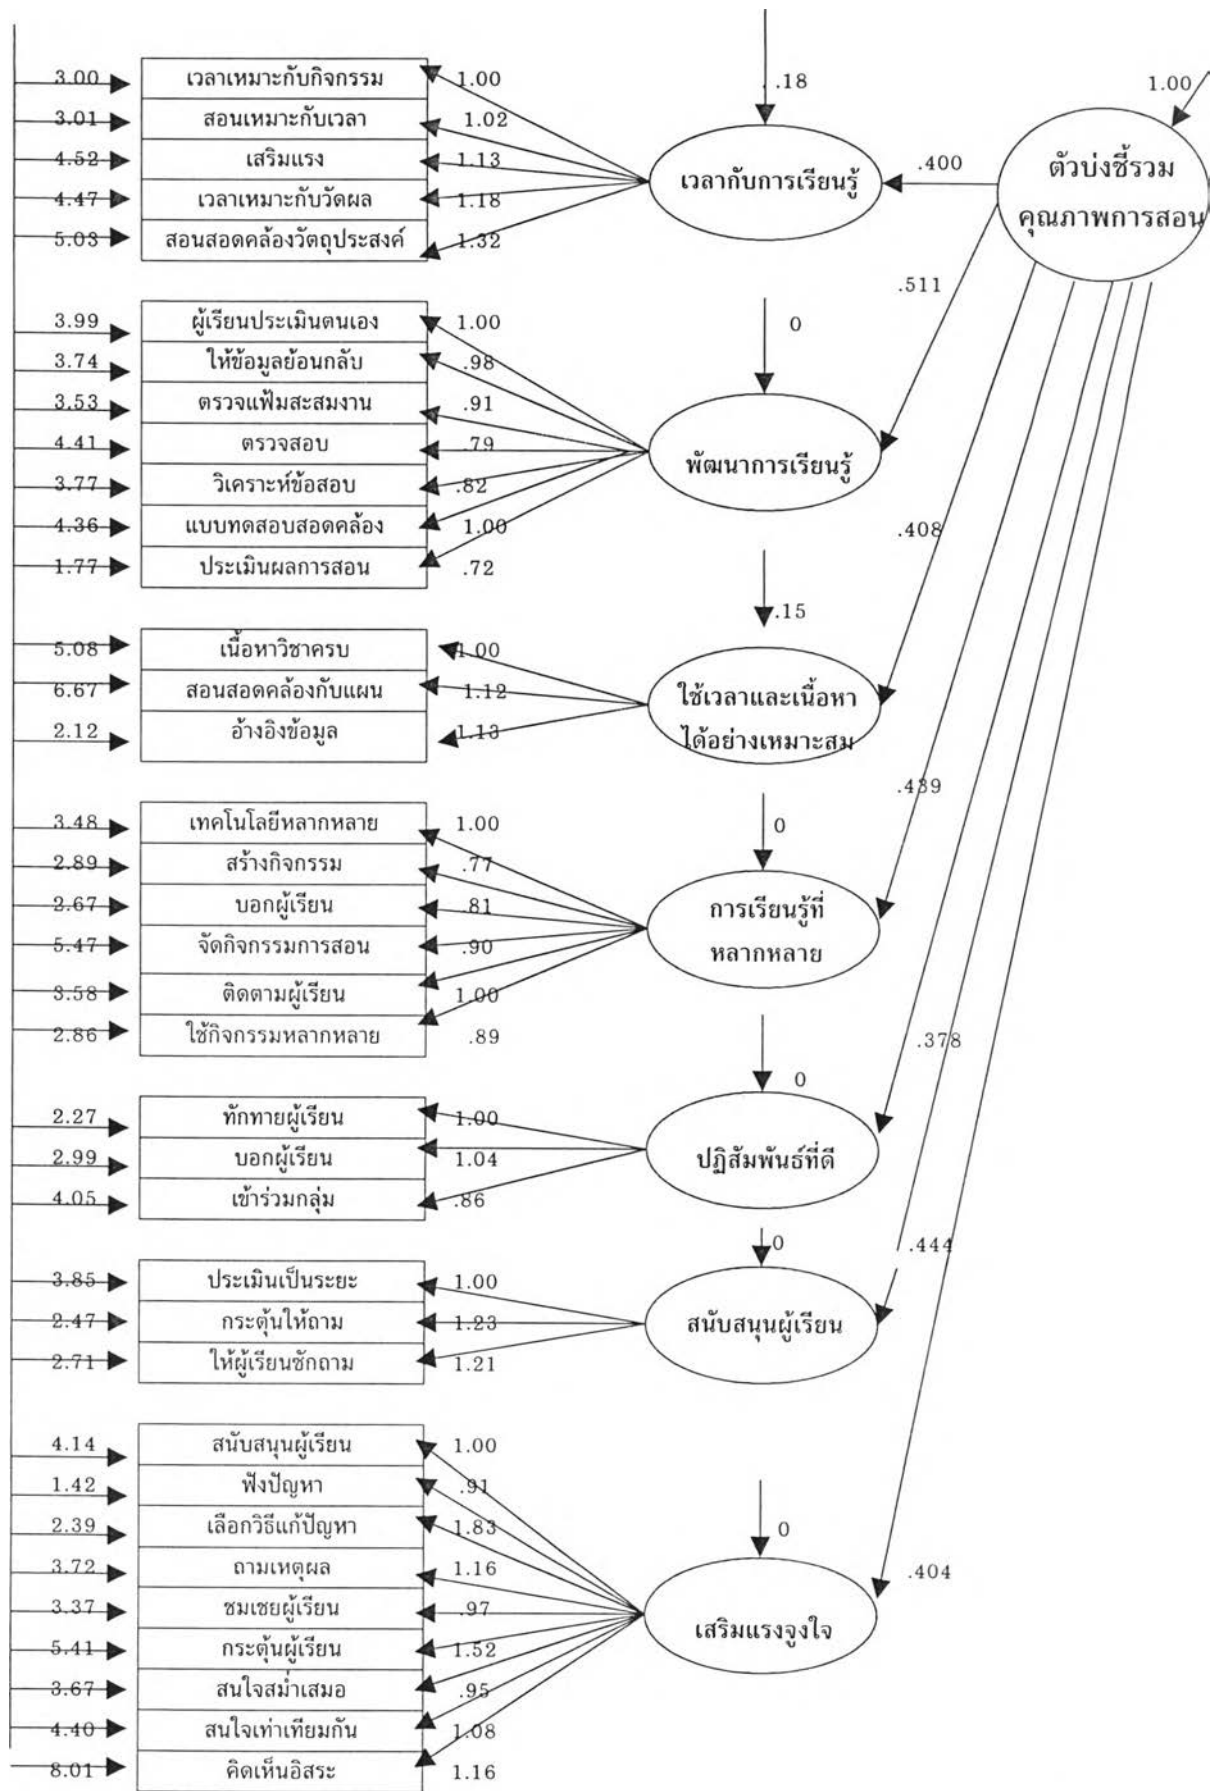 3.00 เวลาเหมาะกับกิจกรรม 1.00
3.01 สอนเหมาะกับเวลา 1.02
4.52 เสริมแรง 1.13
4.47 เวลาเหมาะกับวัดผล 1.18
5.03 สอนสอดคล้องวัตถุประสงค์ 1.32
.18
เวลากับการเรียนรู้
.400
1.00
ตัวบ่งชี้รวม
คุณภาพการสอน
3.99 ผู้เรียนประเมินตนเอง 1.00
3.74 ให้ข้อมูลย้อนกลับ .98
3.53 ตรวจแฟ้มสะสมงาน .91
4.41 ตรวจสอบ .79
3.77 วิเคราะห์ข้อสอบ .82
4.36 แบบทดสอบสอดคล้อง 1.00
1.77 ประเมินผลการสอน .72
0
พัฒนาการเรียนรู้
.511
5.08 เนื้อหาวิชาครบ 1.00
6.67 สอนสอดคล้องกับแผน 1.12
2.12 อ้างอิงข้อมูล 1.13
.15
ใช้เวลาและเนื้อหา
ได้อย่างเหมาะสม
.408
3.48 เทคโนโลยีหลากหลาย 1.00
2.89 สร้างกิจกรรม .77
2.67 บอกผู้เรียน .81
5.47 จัดกิจกรรมการสอน .90
3.58 ติดตามผู้เรียน 1.00
2.86 ใช้กิจกรรมหลากหลาย .89
0
การเรียนรู้ที่
หลากหลาย
.439
2.27 ทักทายผู้เรียน 1.00
2.99 บอกผู้เรียน 1.04
4.05 เข้าร่วมกลุ่ม .86
0
ปฏิสัมพันธ์ที่ดี
.378
3.85 ประเมินเป็นระยะ 1.00
2.47 กระตุ้นให้ถาม 1.23
2.71 ให้ผู้เรียนซักถาม 1.21
0
สนับสนุนผู้เรียน
.444
4.14 สนับสนุนผู้เรียน 1.00
1.42 ฟังปัญหา .91
2.39 เลือกวิธีแก้ปัญหา 1.83
3.72 ถามเหตุผล 1.16
3.37 ชมเชยผู้เรียน .97
5.41 กระตุ้นผู้เรียน 1.52
3.67 สนใจสม่ำเสมอ .95
4.40 สนใจเท่าเทียมกัน 1.08
8.01 คิดเห็นอิสระ 1.16
0
เสริมแรงจูงใจ
.404